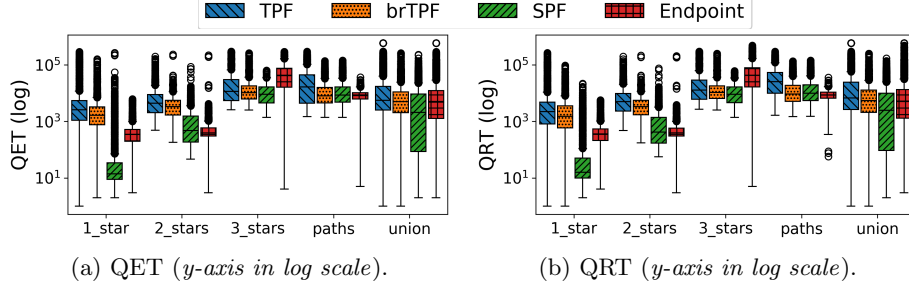 TPF brTPF SPF Endpoint
QET (log)
10^5
10^3
10^1
1_star 2_stars 3_stars paths union
(a) QET (y-axis in log scale).
QRT (log)
10^5
10^3
10^1
1_star 2_stars 3_stars paths union
(b) QRT (y-axis in log scale).